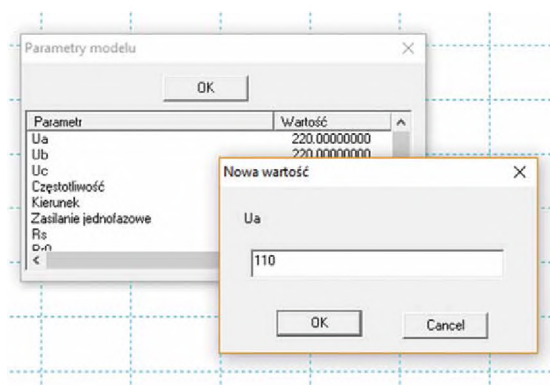 Parametry modelu
OK
Parametr Wartość
Ua 220.00000000
Ub 220.00000000
Uc
Częstotliwość
Kierunek
Zasilanie jednofazowe
Rs
Rr0
Nowa wartość
Ua
110
OK Cancel